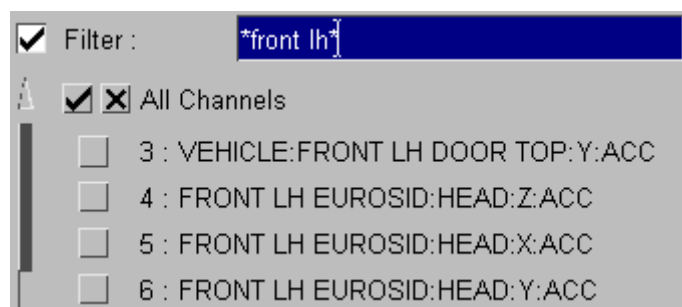 Filter : *front lh*
All Channels
3 : VEHICLE:FRONT LH DOOR TOP:Y:ACC
4 : FRONT LH EUROSID:HEAD:Z:ACC
5 : FRONT LH EUROSID:HEAD:X:ACC
6 : FRONT LH EUROSID:HEAD:Y:ACC